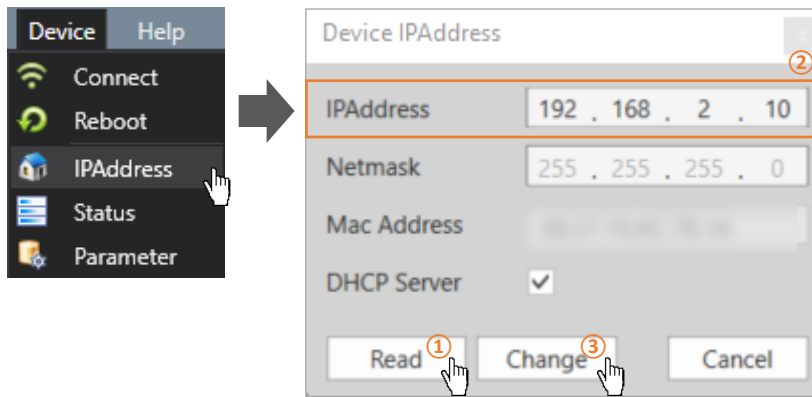 Device Help
Connect
Reboot
IPAddress
Status
Parameter
Device IPAddress
x
②
IPAddress 192 . 168 . 2 . 10
Netmask 255 . 255 . 255 . 0
Mac Address
DHCP Server
Read ① Change ③ Cancel